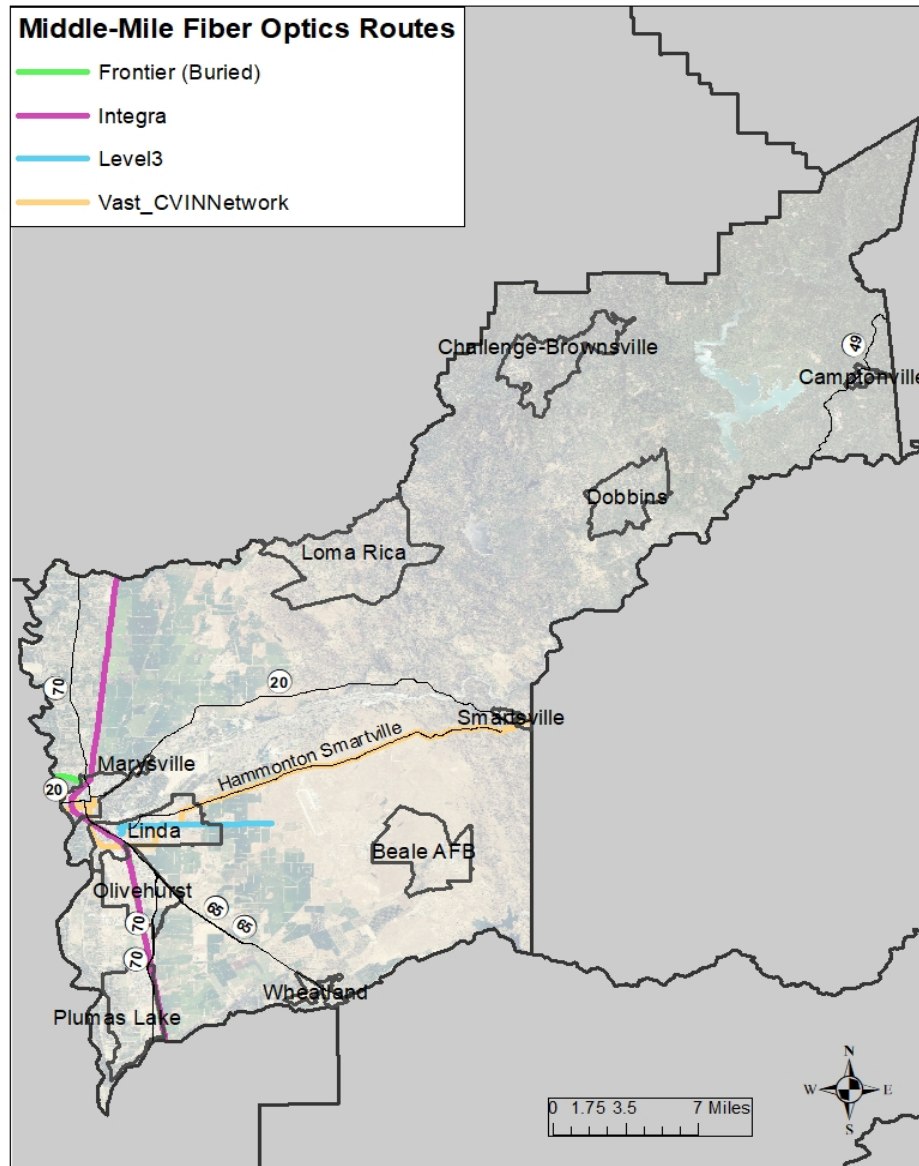 Middle-Mile Fiber Optics Routes
Frontier (Buried)
Integra
Level3
Vast_CVINNetwork
Challenge-Brownsville
49
Camptonville
Dobbins
Loma Rica
20
70
Smartsville
Hammonton Smartville
Marysville
20
Linda
Beale AFB
Olivehurst
65
65
70
70
Wheatland
Plumas Lake
N
W E
S
0 1.75 3.5 7 Miles